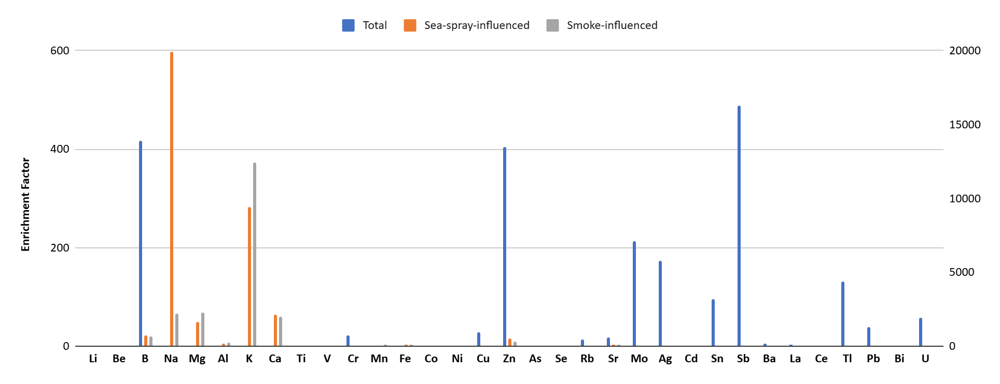 Total Sea-spray-influenced Smoke-influenced
600 20000
15000
400
Enrichment Factor
10000
200
5000
0 0
Li Be B Na Mg Al K Ca Ti V Cr Mn Fe Co Ni Cu Zn As Se Rb Sr Mo Ag Cd Sn Sb Ba La Ce Tl Pb Bi U